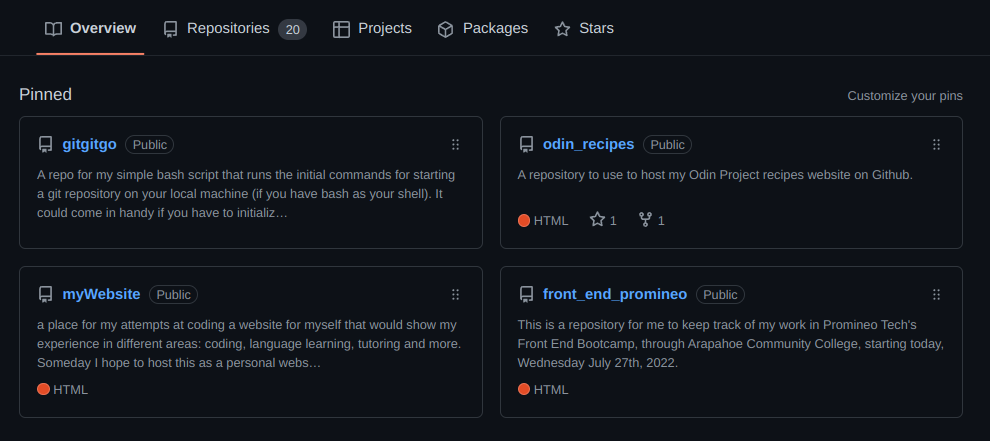 Overview Repositories 20 Projects Packages Stars
Pinned Customize your pins
gitgitgo Public
A repo for my simple bash script that runs the initial commands for starting
a git repository on your local machine (if you have bash as your shell). It
could come in handy if you have to initializ…
odin_recipes Public
A repository to use to host my Odin Project recipes website on Github.
HTML 1 1
myWebsite Public
a place for my attempts at coding a website for myself that would show my
experience in different areas: coding, language learning, tutoring and more.
Someday I hope to host this as a personal webs…
HTML
front_end_promineo Public
This is a repository for me to keep track of my work in Promineo Tech's
Front End Bootcamp, through Arapahoe Community College, starting today,
Wednesday July 27th, 2022.
HTML